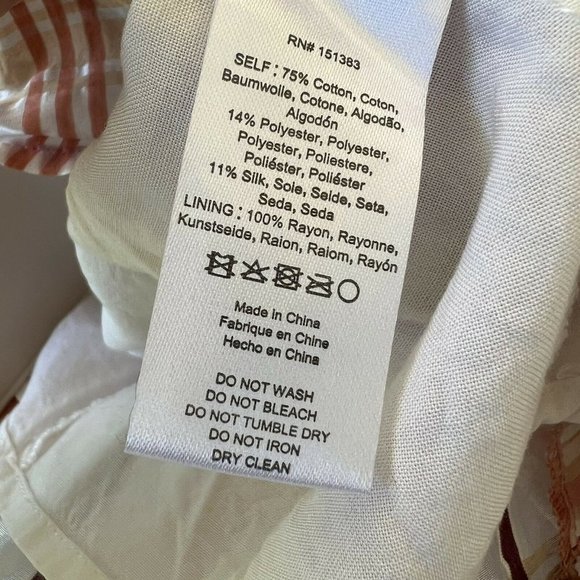 RN# 151383
SELF : 75% Cotton, Coton,
Baumwolle, Cotone, Algodão,
Algodón
14% Polyester, Polyester,
Polyester, Poliestere,
Poliéster, Poliéster
11% Silk, Soie, Seide, Seta,
Seda, Seda
LINING : 100% Rayon, Rayonne,
Kunstseide, Raion, Raiom, Rayón
Made in China
Fabrique en Chine
Hecho en China
DO NOT WASH
DO NOT BLEACH
DO NOT TUMBLE DRY
DO NOT IRON
DRY CLEAN